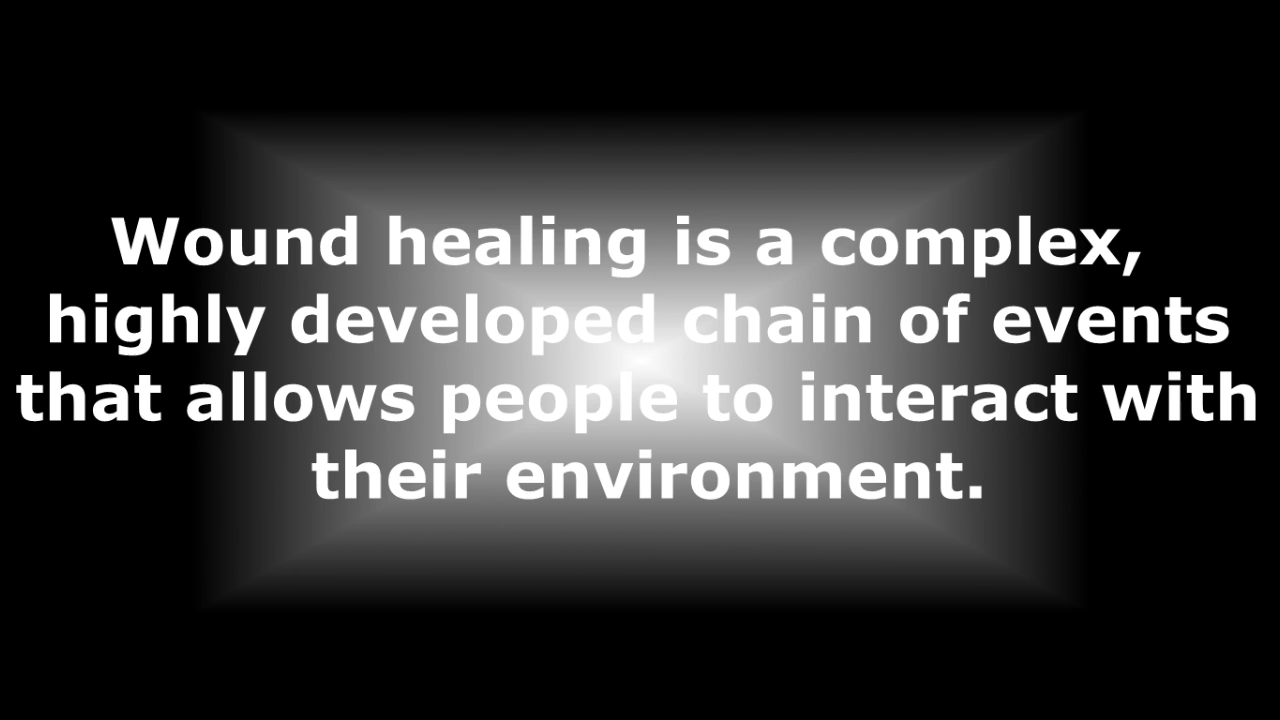 Wound healing is a complex,
highly developed chain of events
that allows people to interact with
their environment.